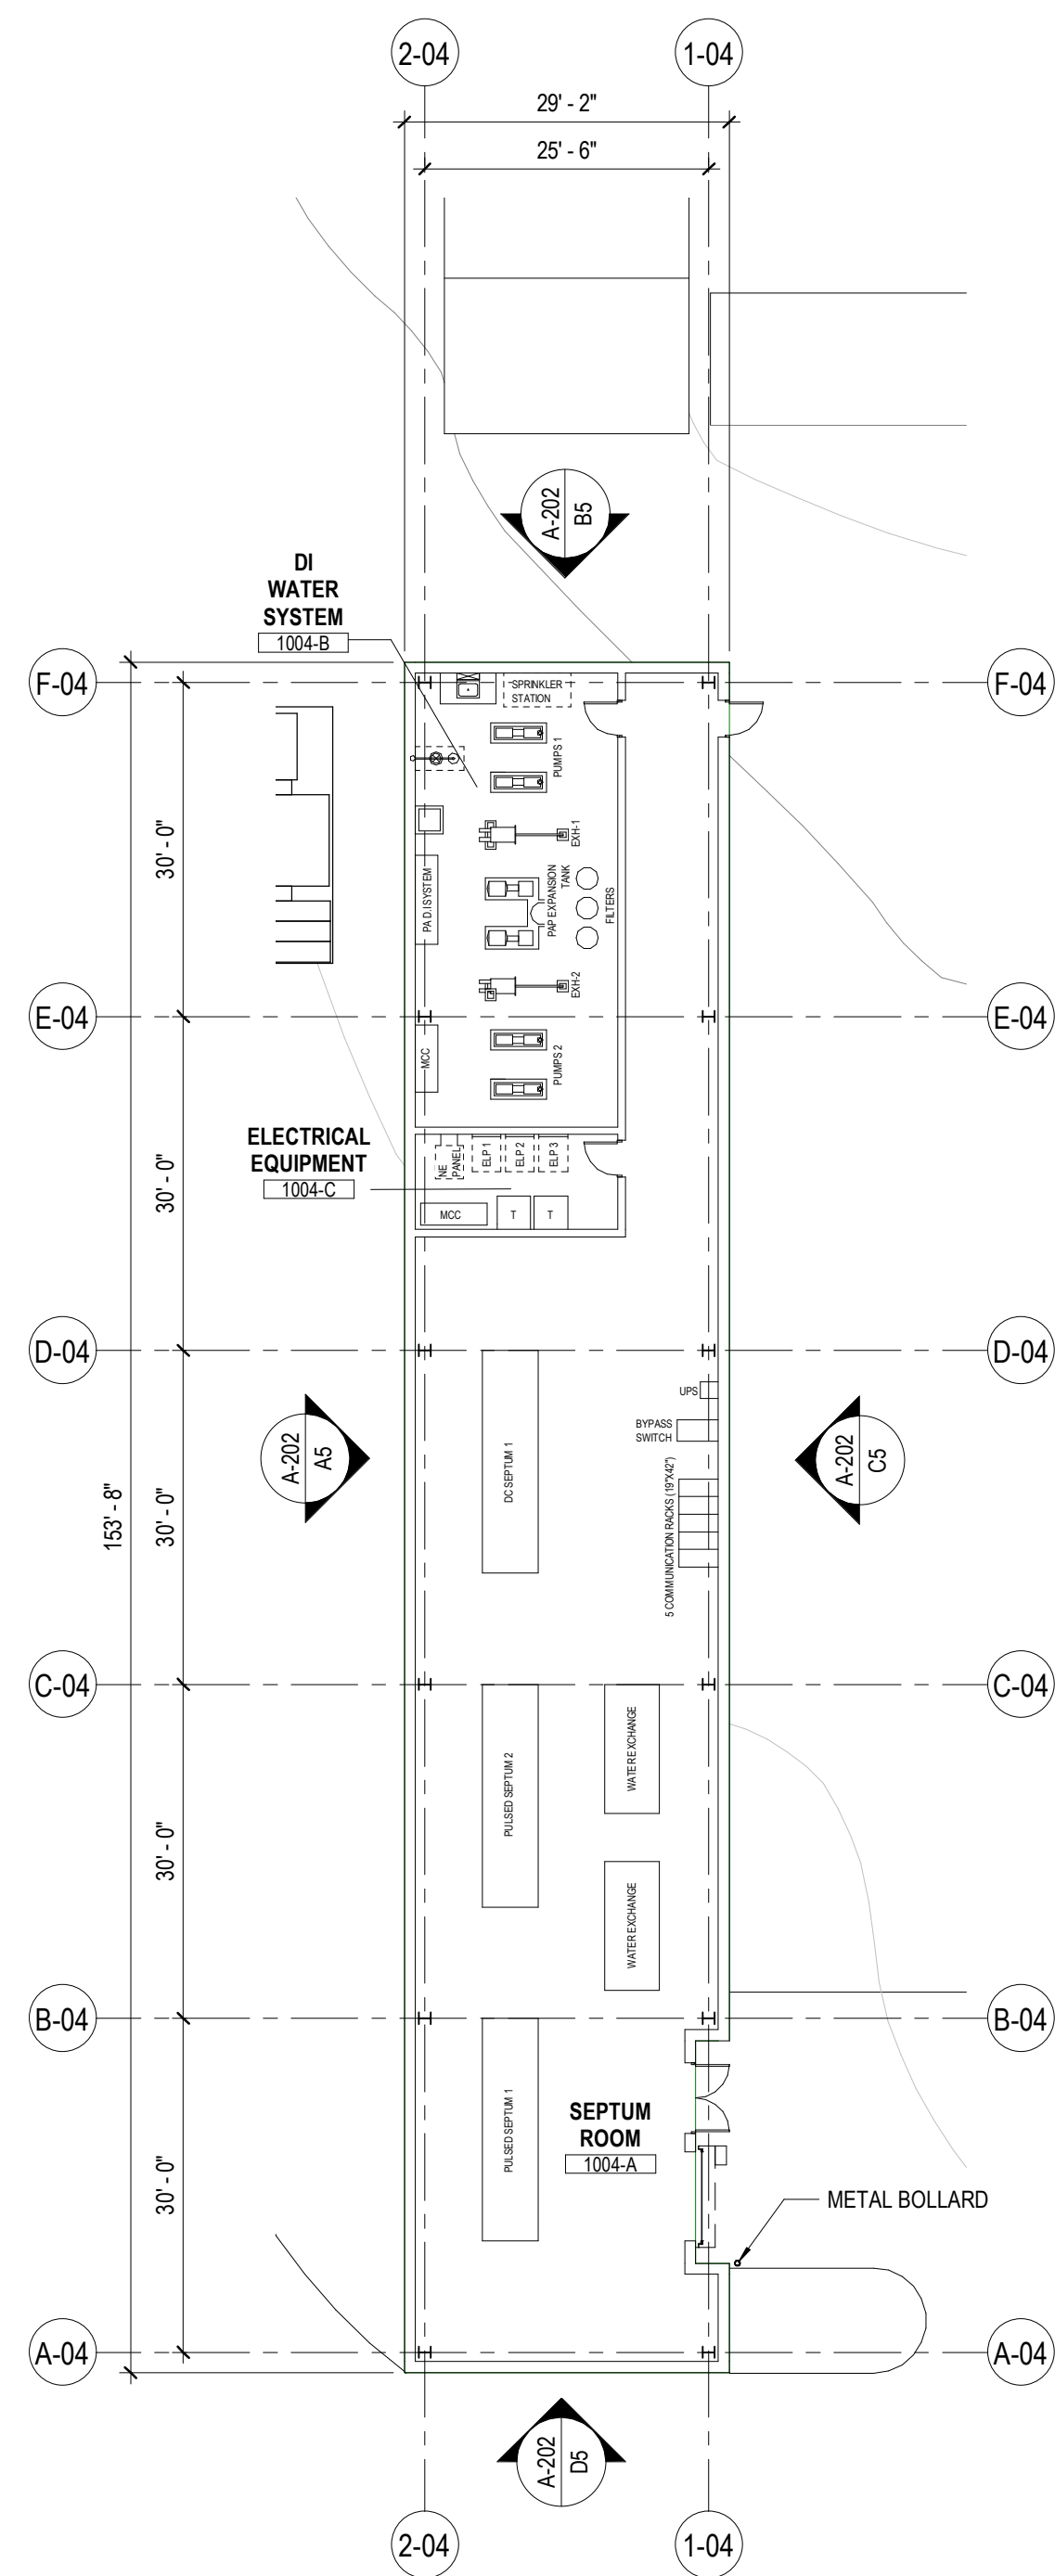 2-04
1-04
29' - 2"
25' - 6"
A-202
B5
DI
WATER
SYSTEM
1004-B
F-04
F-04
SPRINKLER
STATION
PUMPS 1
EXH-1
30' - 0"
PA D.I SYSTEM
PAP EXPANSION
TANK
FILTERS
EXH-2
E-04
E-04
MCC
PUMPS 2
ELECTRICAL
EQUIPMENT
1004-C
NE
PANEL
ELP 1
ELP 2
ELP 3
30' - 0"
MCC
T
T
D-04
D-04
UPS
BYPASS
SWITCH
A-202
A5
A-202
C5
DC SEPTUM 1
153' - 8"
30' - 0"
5 COMMUNICATION RACKS (19"X42")
C-04
C-04
PULSED SEPTUM 2
WATER EXCHANGE
30' - 0"
WATER EXCHANGE
B-04
B-04
PULSED SEPTUM 1
SEPTUM
ROOM
1004-A
30' - 0"
METAL BOLLARD
A-04
A-04
A-202
D5
2-04
1-04